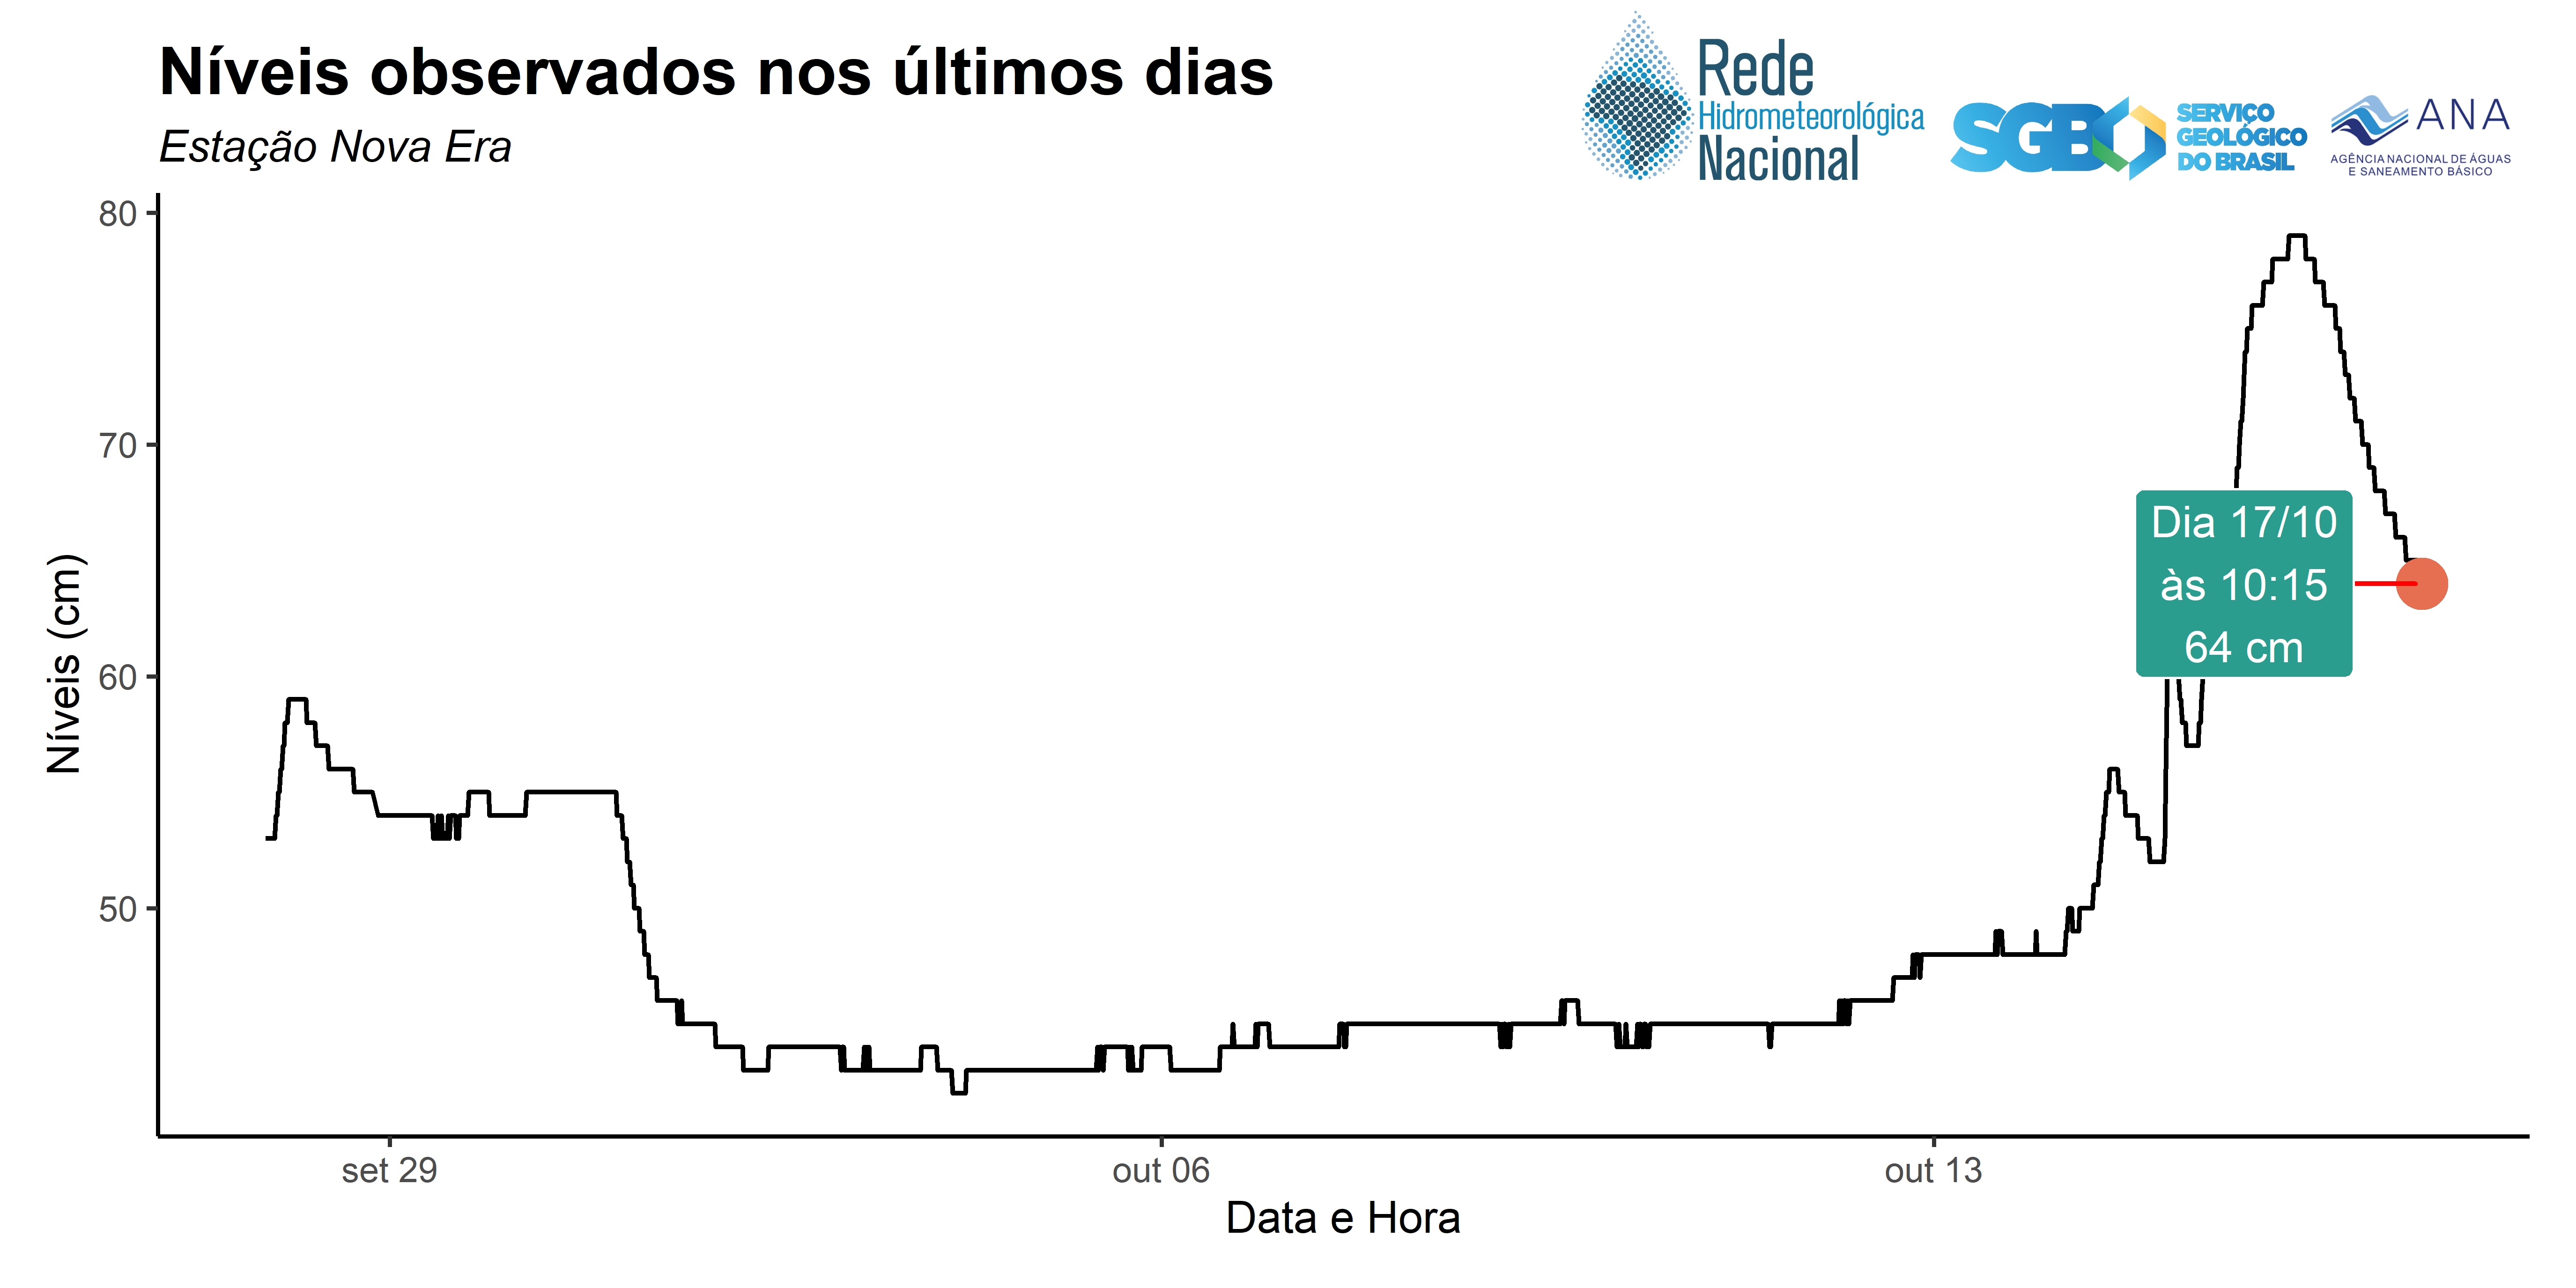 Níveis observados nos últimos dias
Estação Nova Era
Rede
Hidrometeorológica
Nacional
SGB
SERVIÇO
GEOLÓGICO
DO BRASIL
ANA
AGÊNCIA NACIONAL DE ÁGUAS
E SANEAMENTO BÁSICO
Níveis (cm)
80
70
60
50
Dia 17/10
às 10:15
64 cm
set 29
out 06
out 13
Data e Hora